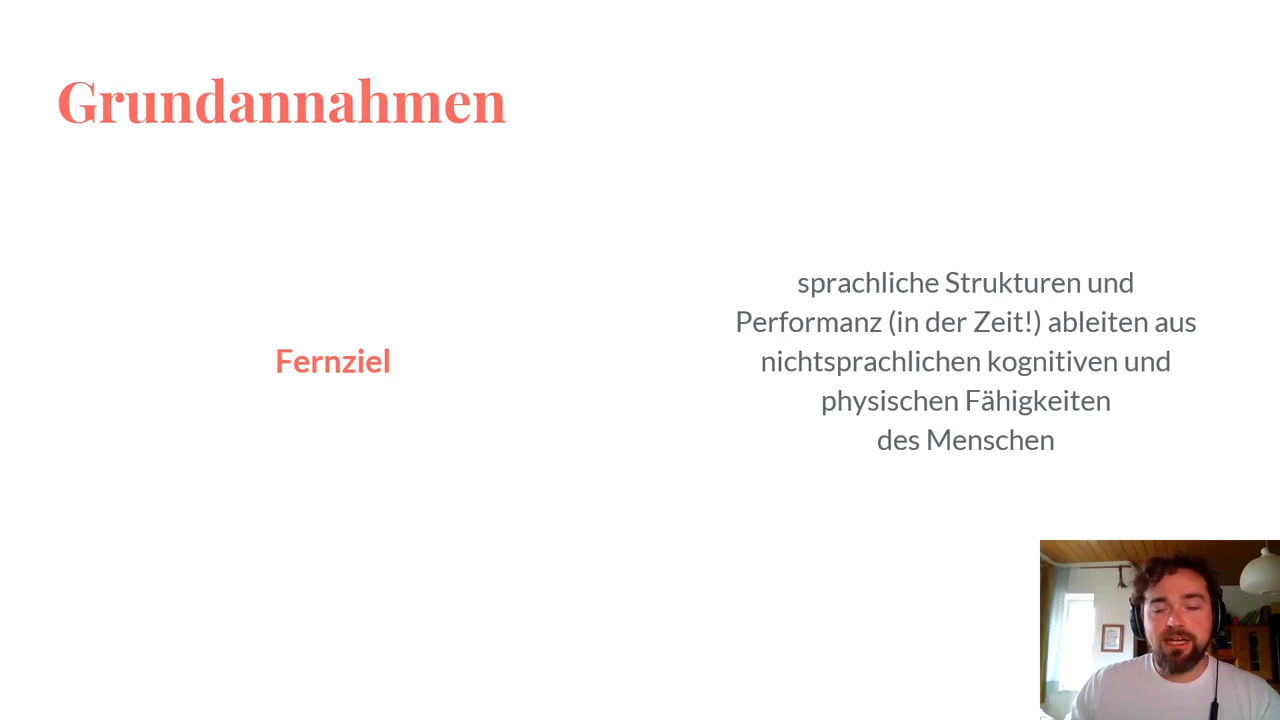 Grundannahmen
Fernziel
sprachliche Strukturen und
Performanz (in der Zeit!) ableiten aus
nichtsprachlichen kognitiven und
physischen Fähigkeiten
des Menschen